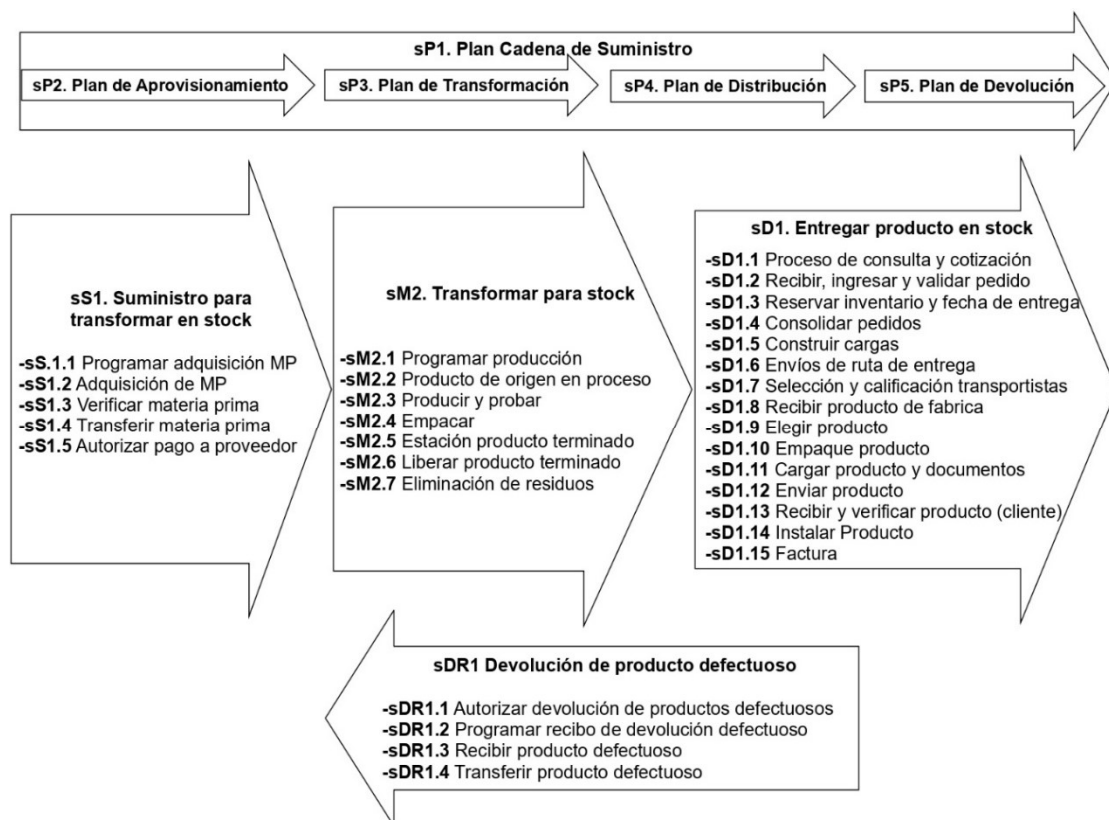 sP1. Plan Cadena de Suministro
sP2. Plan de Aprovisionamiento
sP3. Plan de Transformación
sP4. Plan de Distribución
sP5. Plan de Devolución
sS1. Suministro para
transformar en stock
-sS.1.1 Programar adquisición MP
-sS1.2 Adquisición de MP
-sS1.3 Verificar materia prima
-sS1.4 Transferir materia prima
-sS1.5 Autorizar pago a proveedor
sM2. Transformar para stock
-sM2.1 Programar producción
-sM2.2 Producto de origen en proceso
-sM2.3 Producir y probar
-sM2.4 Empacar
-sM2.5 Estación producto terminado
-sM2.6 Liberar producto terminado
-sM2.7 Eliminación de residuos
sD1. Entregar producto en stock
-sD1.1 Proceso de consulta y cotización
-sD1.2 Recibir, ingresar y validar pedido
-sD1.3 Reservar inventario y fecha de entrega
-sD1.4 Consolidar pedidos
-sD1.5 Construir cargas
-sD1.6 Envíos de ruta de entrega
-sD1.7 Selección y calificación transportistas
-sD1.8 Recibir producto de fabrica
-sD1.9 Elegir producto
-sD1.10 Empaque producto
-sD1.11 Cargar producto y documentos
-sD1.12 Enviar producto
-sD1.13 Recibir y verificar producto (cliente)
-sD1.14 Instalar Producto
-sD1.15 Factura
sDR1 Devolución de producto defectuoso
-sDR1.1 Autorizar devolución de productos defectuosos
-sDR1.2 Programar recibo de devolución defectuoso
-sDR1.3 Recibir producto defectuoso
-sDR1.4 Transferir producto defectuoso